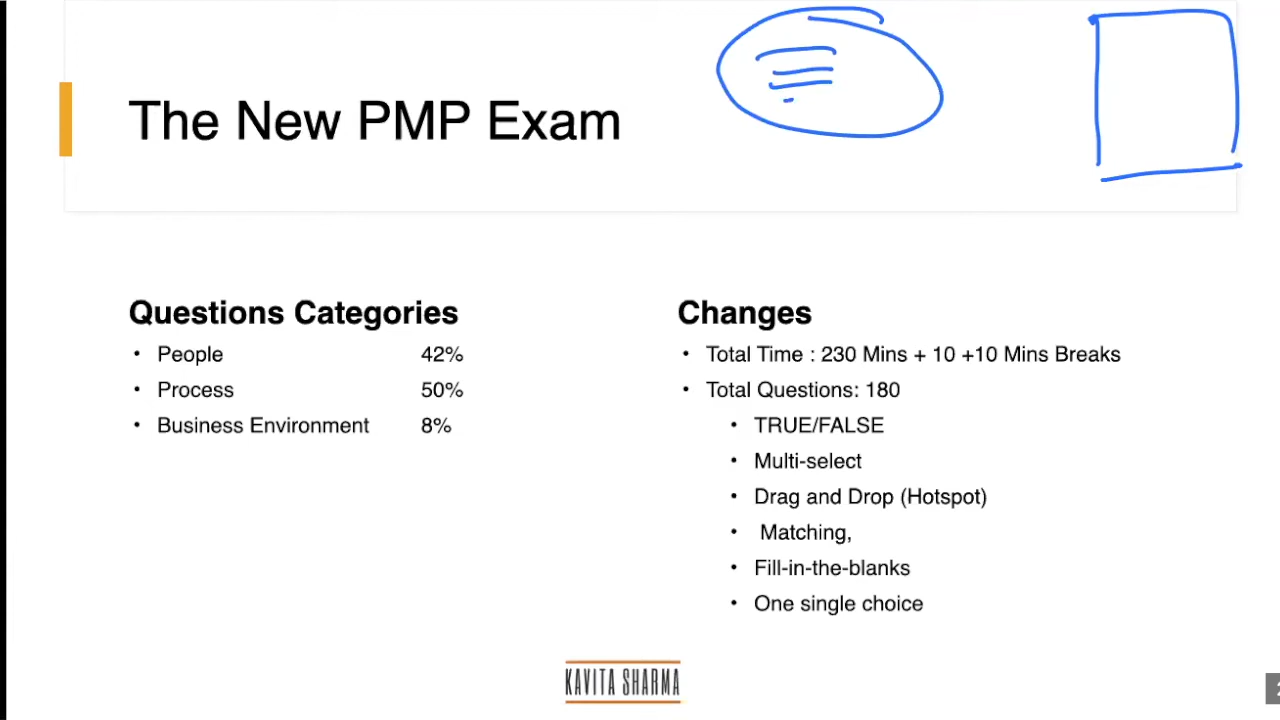 The New PMP Exam
Questions Categories
• People 42%
• Process 50%
• Business Environment 8%
Changes
• Total Time : 230 Mins + 10 +10 Mins Breaks
• Total Questions: 180
• TRUE/FALSE
• Multi-select
• Drag and Drop (Hotspot)
• Matching,
• Fill-in-the-blanks
• One single choice
KAVITA SHARMA